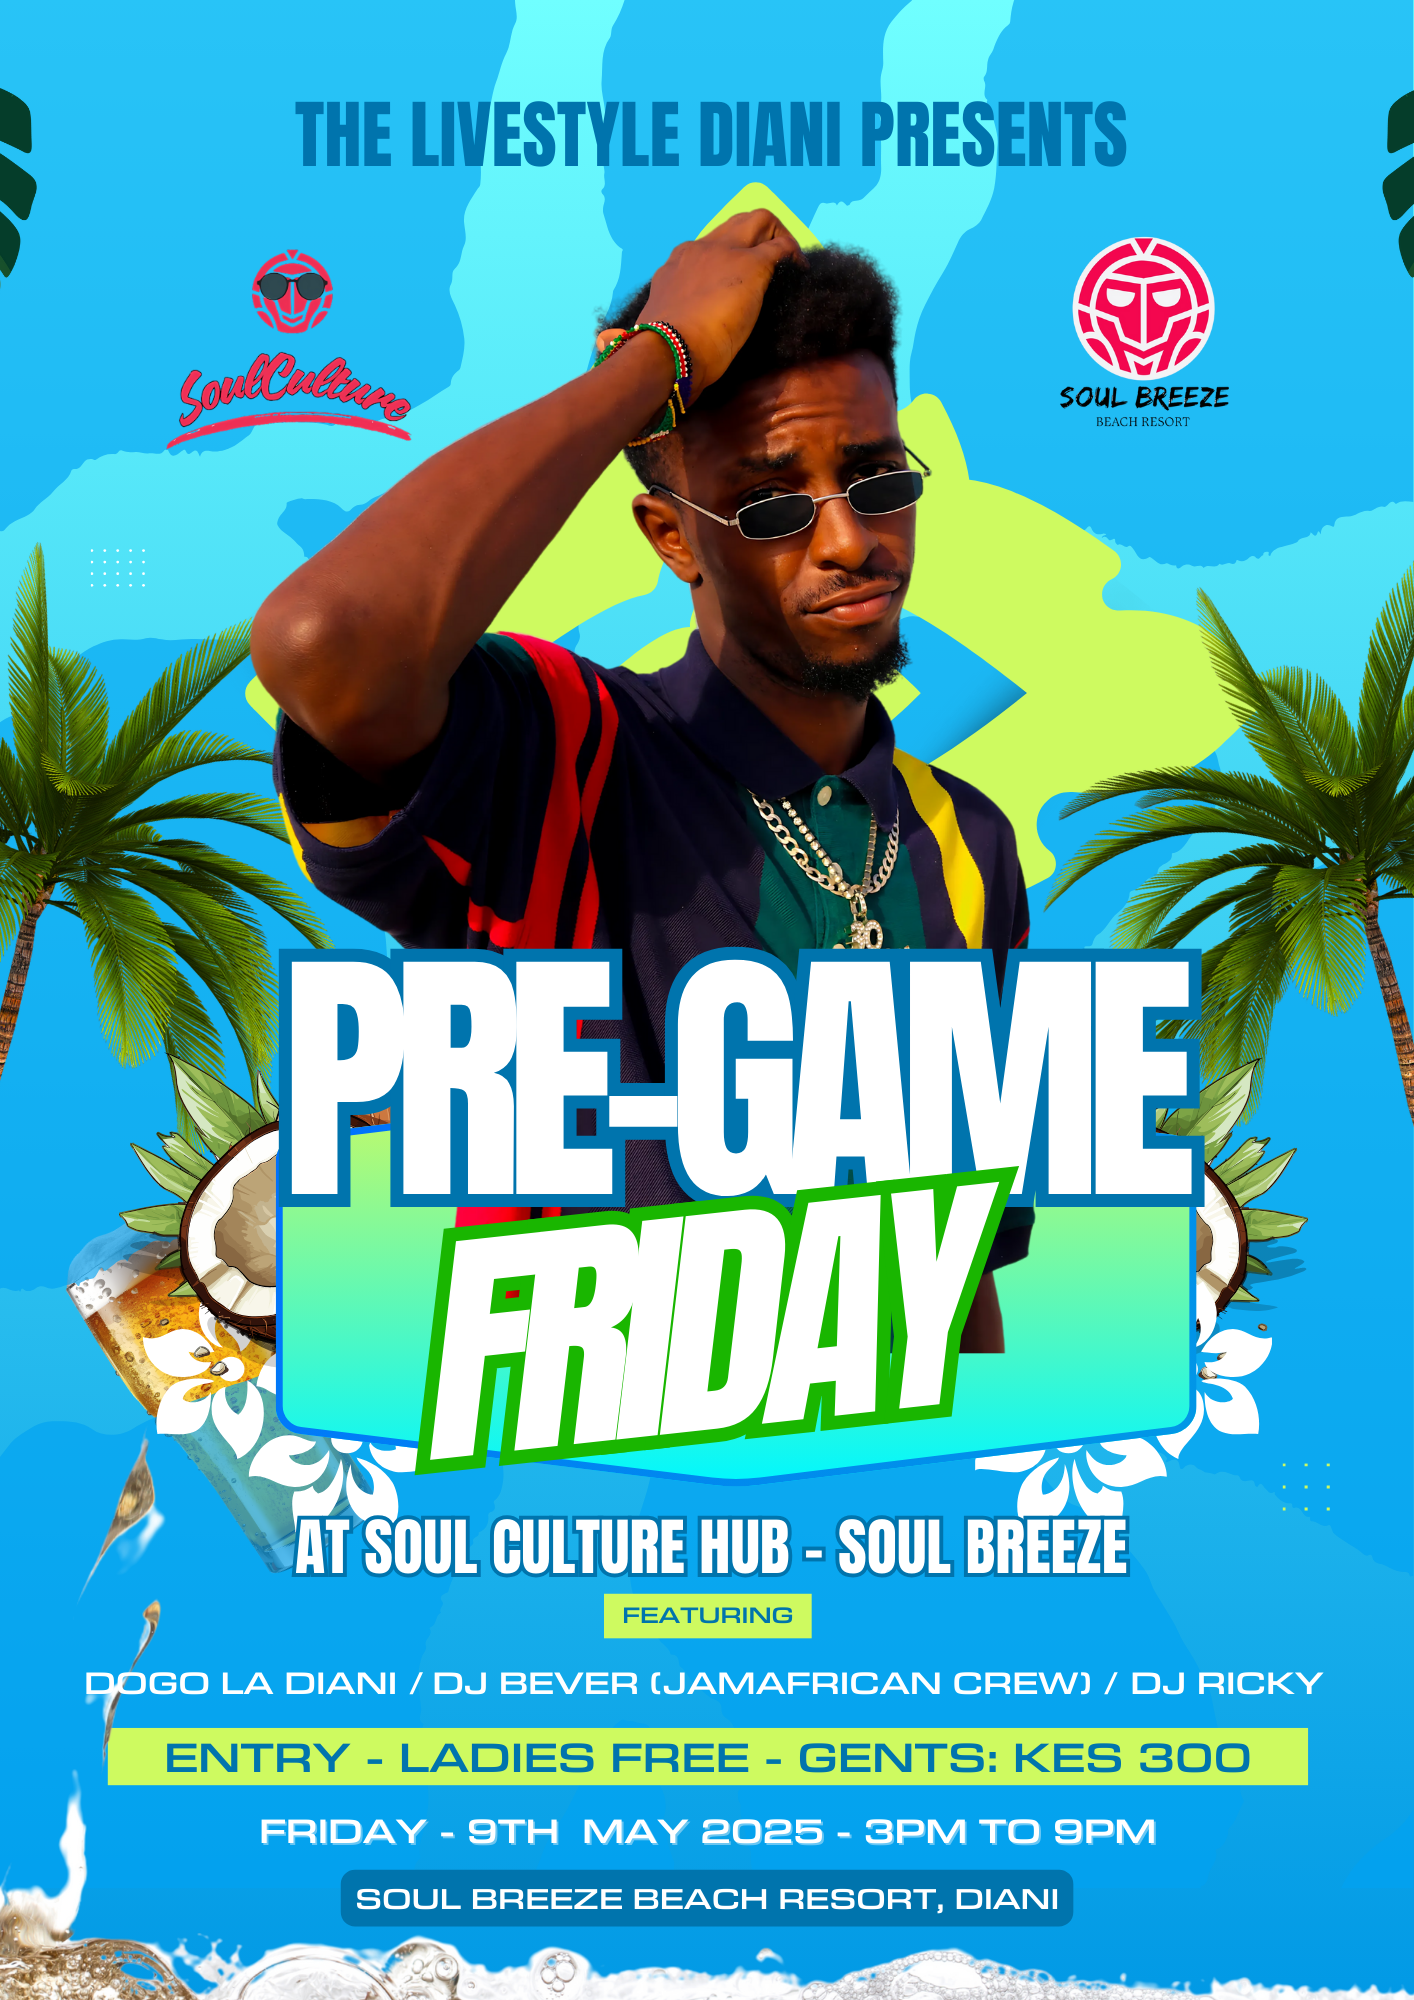 THE LIVESTYLE DIANI PRESENTS
SoulCulture
SOUL BREEZE
BEACH RESORT
PRE-GAME
FRIDAY
AT SOUL CULTURE HUB - SOUL BREEZE
FEATURING
DOGO LA DIANI / DJ BEVER (JAMAFRICAN CREW) / DJ RICKY
ENTRY - LADIES FREE - GENTS: KES 300
FRIDAY - 9TH MAY 2025 - 3PM TO 9PM
SOUL BREEZE BEACH RESORT, DIANI